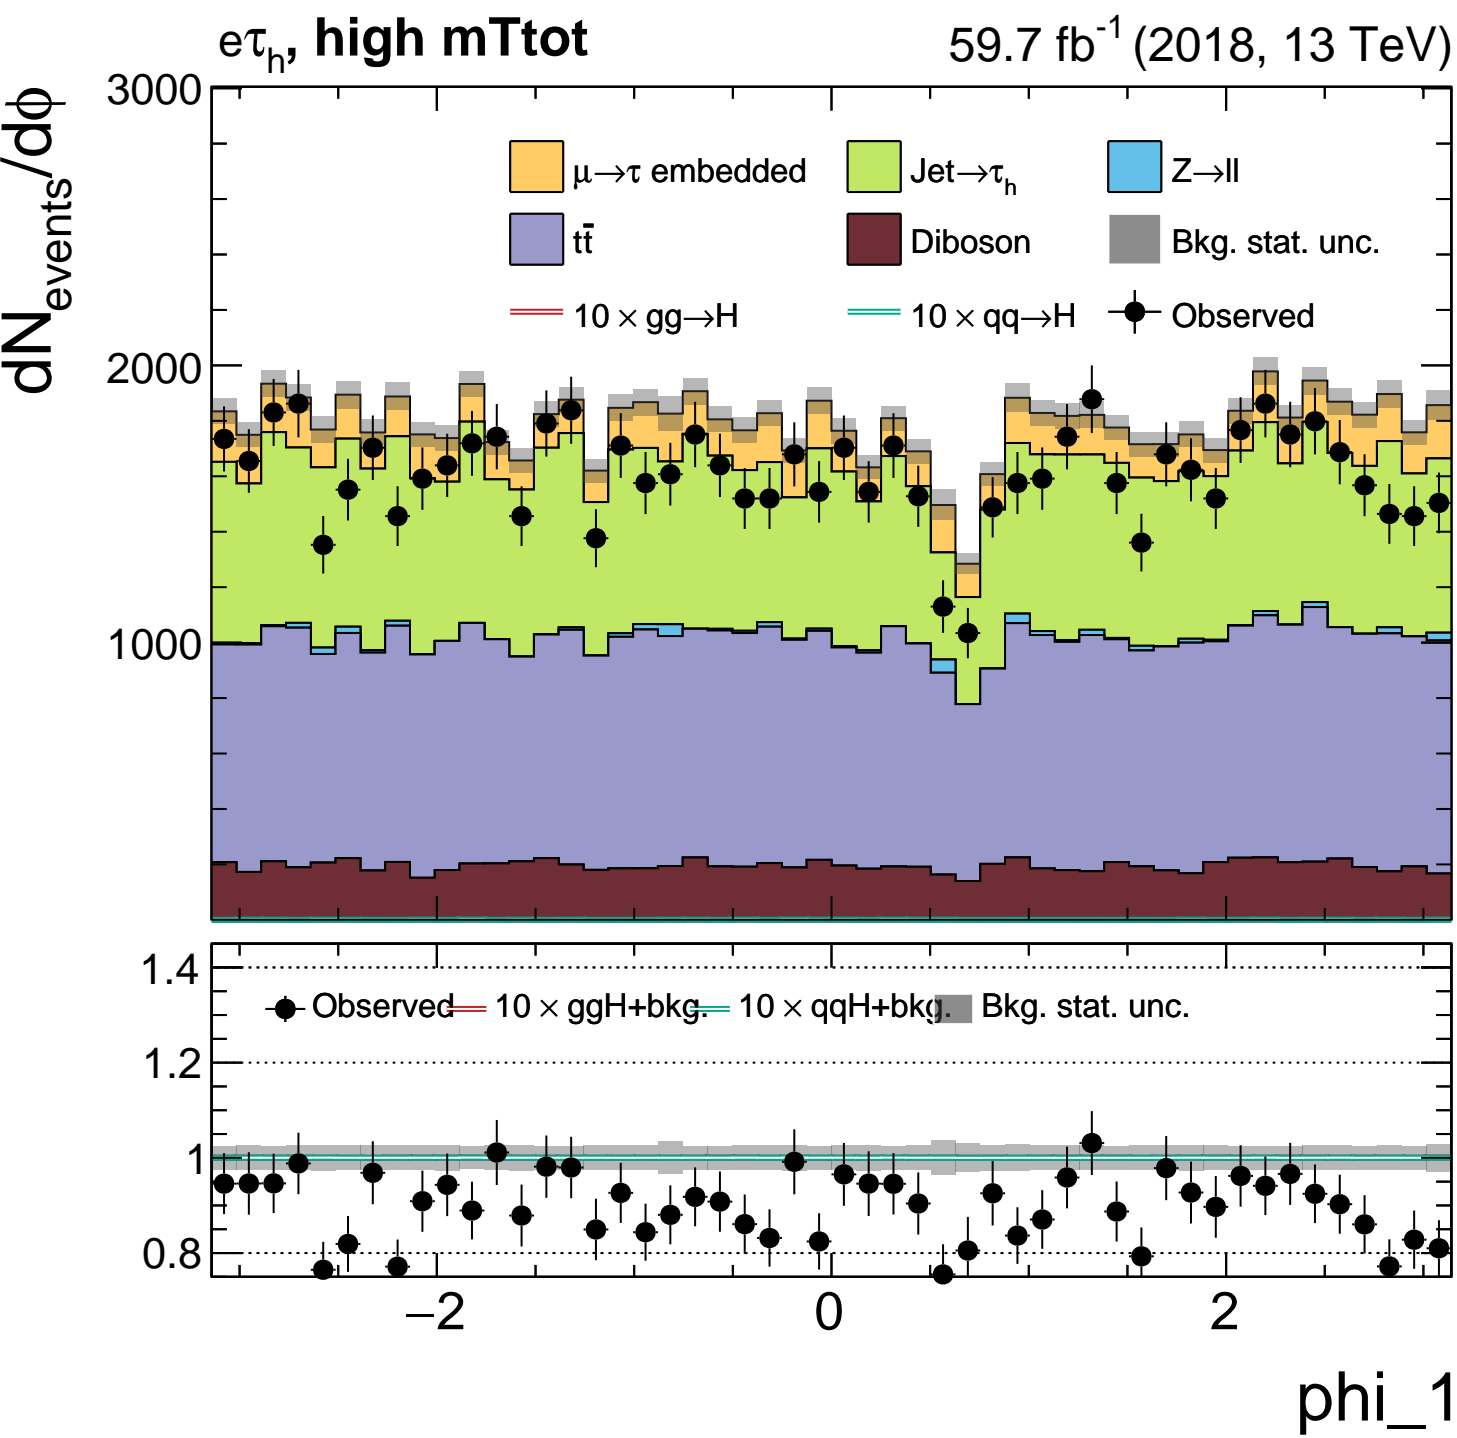 eτh, high mTtot 59.7 fb-1 (2018, 13 TeV)
dNevents/dϕ
3000
μ→τ embedded Jet→τh Z→ll
tt̄ Diboson Bkg. stat. unc.
10 × gg→H 10 × qq→H Observed
2000
1000
1.4
Observed 10 × ggH+bkg. 10 × qqH+bkg. Bkg. stat. unc.
1.2
1
0.8
−2 0 2
phi_1